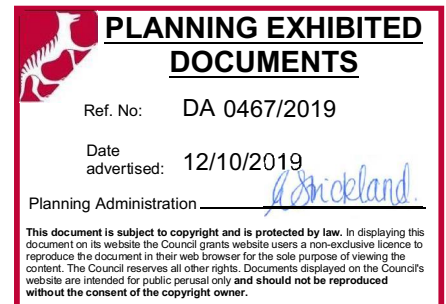 PLANNING EXHIBITED
DOCUMENTS
Ref. No: DA 0467/2019
Date
advertised: 12/10/2019
Planning Administration
A Strickland.
This document is subject to copyright and is protected by law. In displaying this
document on its website the Council grants website users a non-exclusive licence to
reproduce the document in their web browser for the sole purpose of viewing the
content. The Council reserves all other rights. Documents displayed on the Council's
website are intended for public perusal only and should not be reproduced
without the consent of the copyright owner.